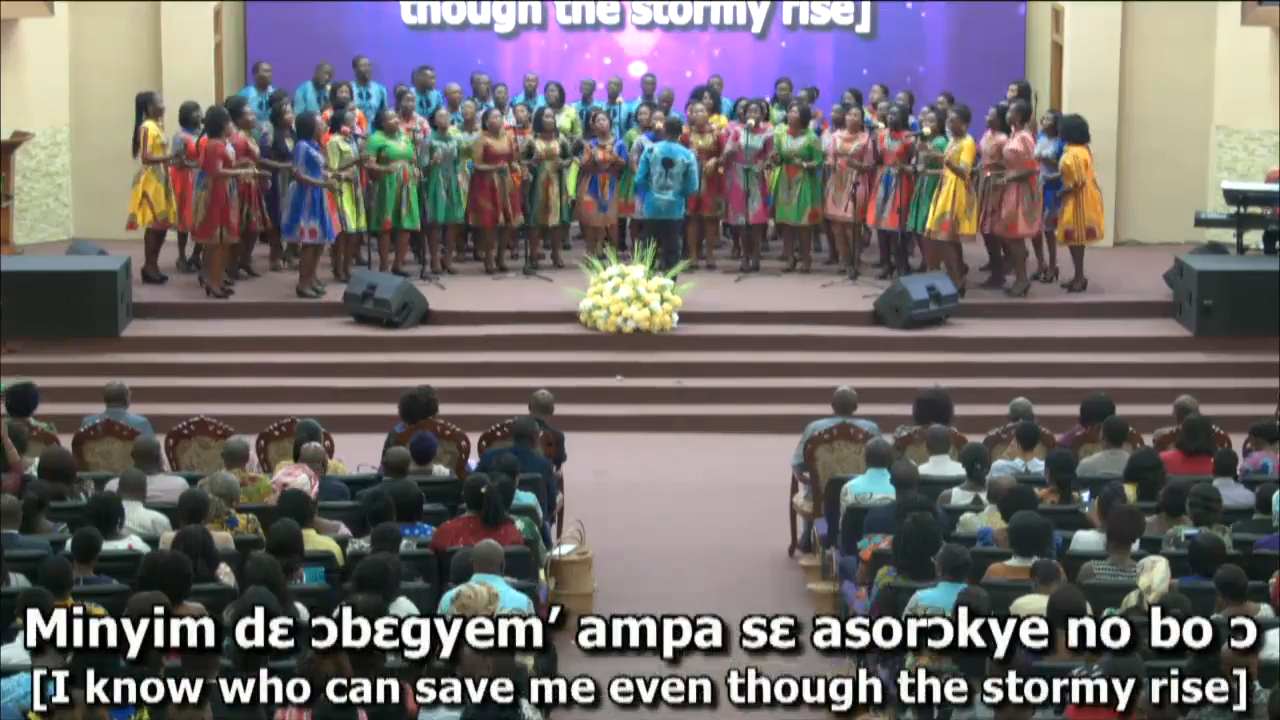 though the stormy rise]
Minyim dɛ ɔbɛgyem’ ampa sɛ asorɔkye no bo ɔ
[I know who can save me even though the stormy rise]